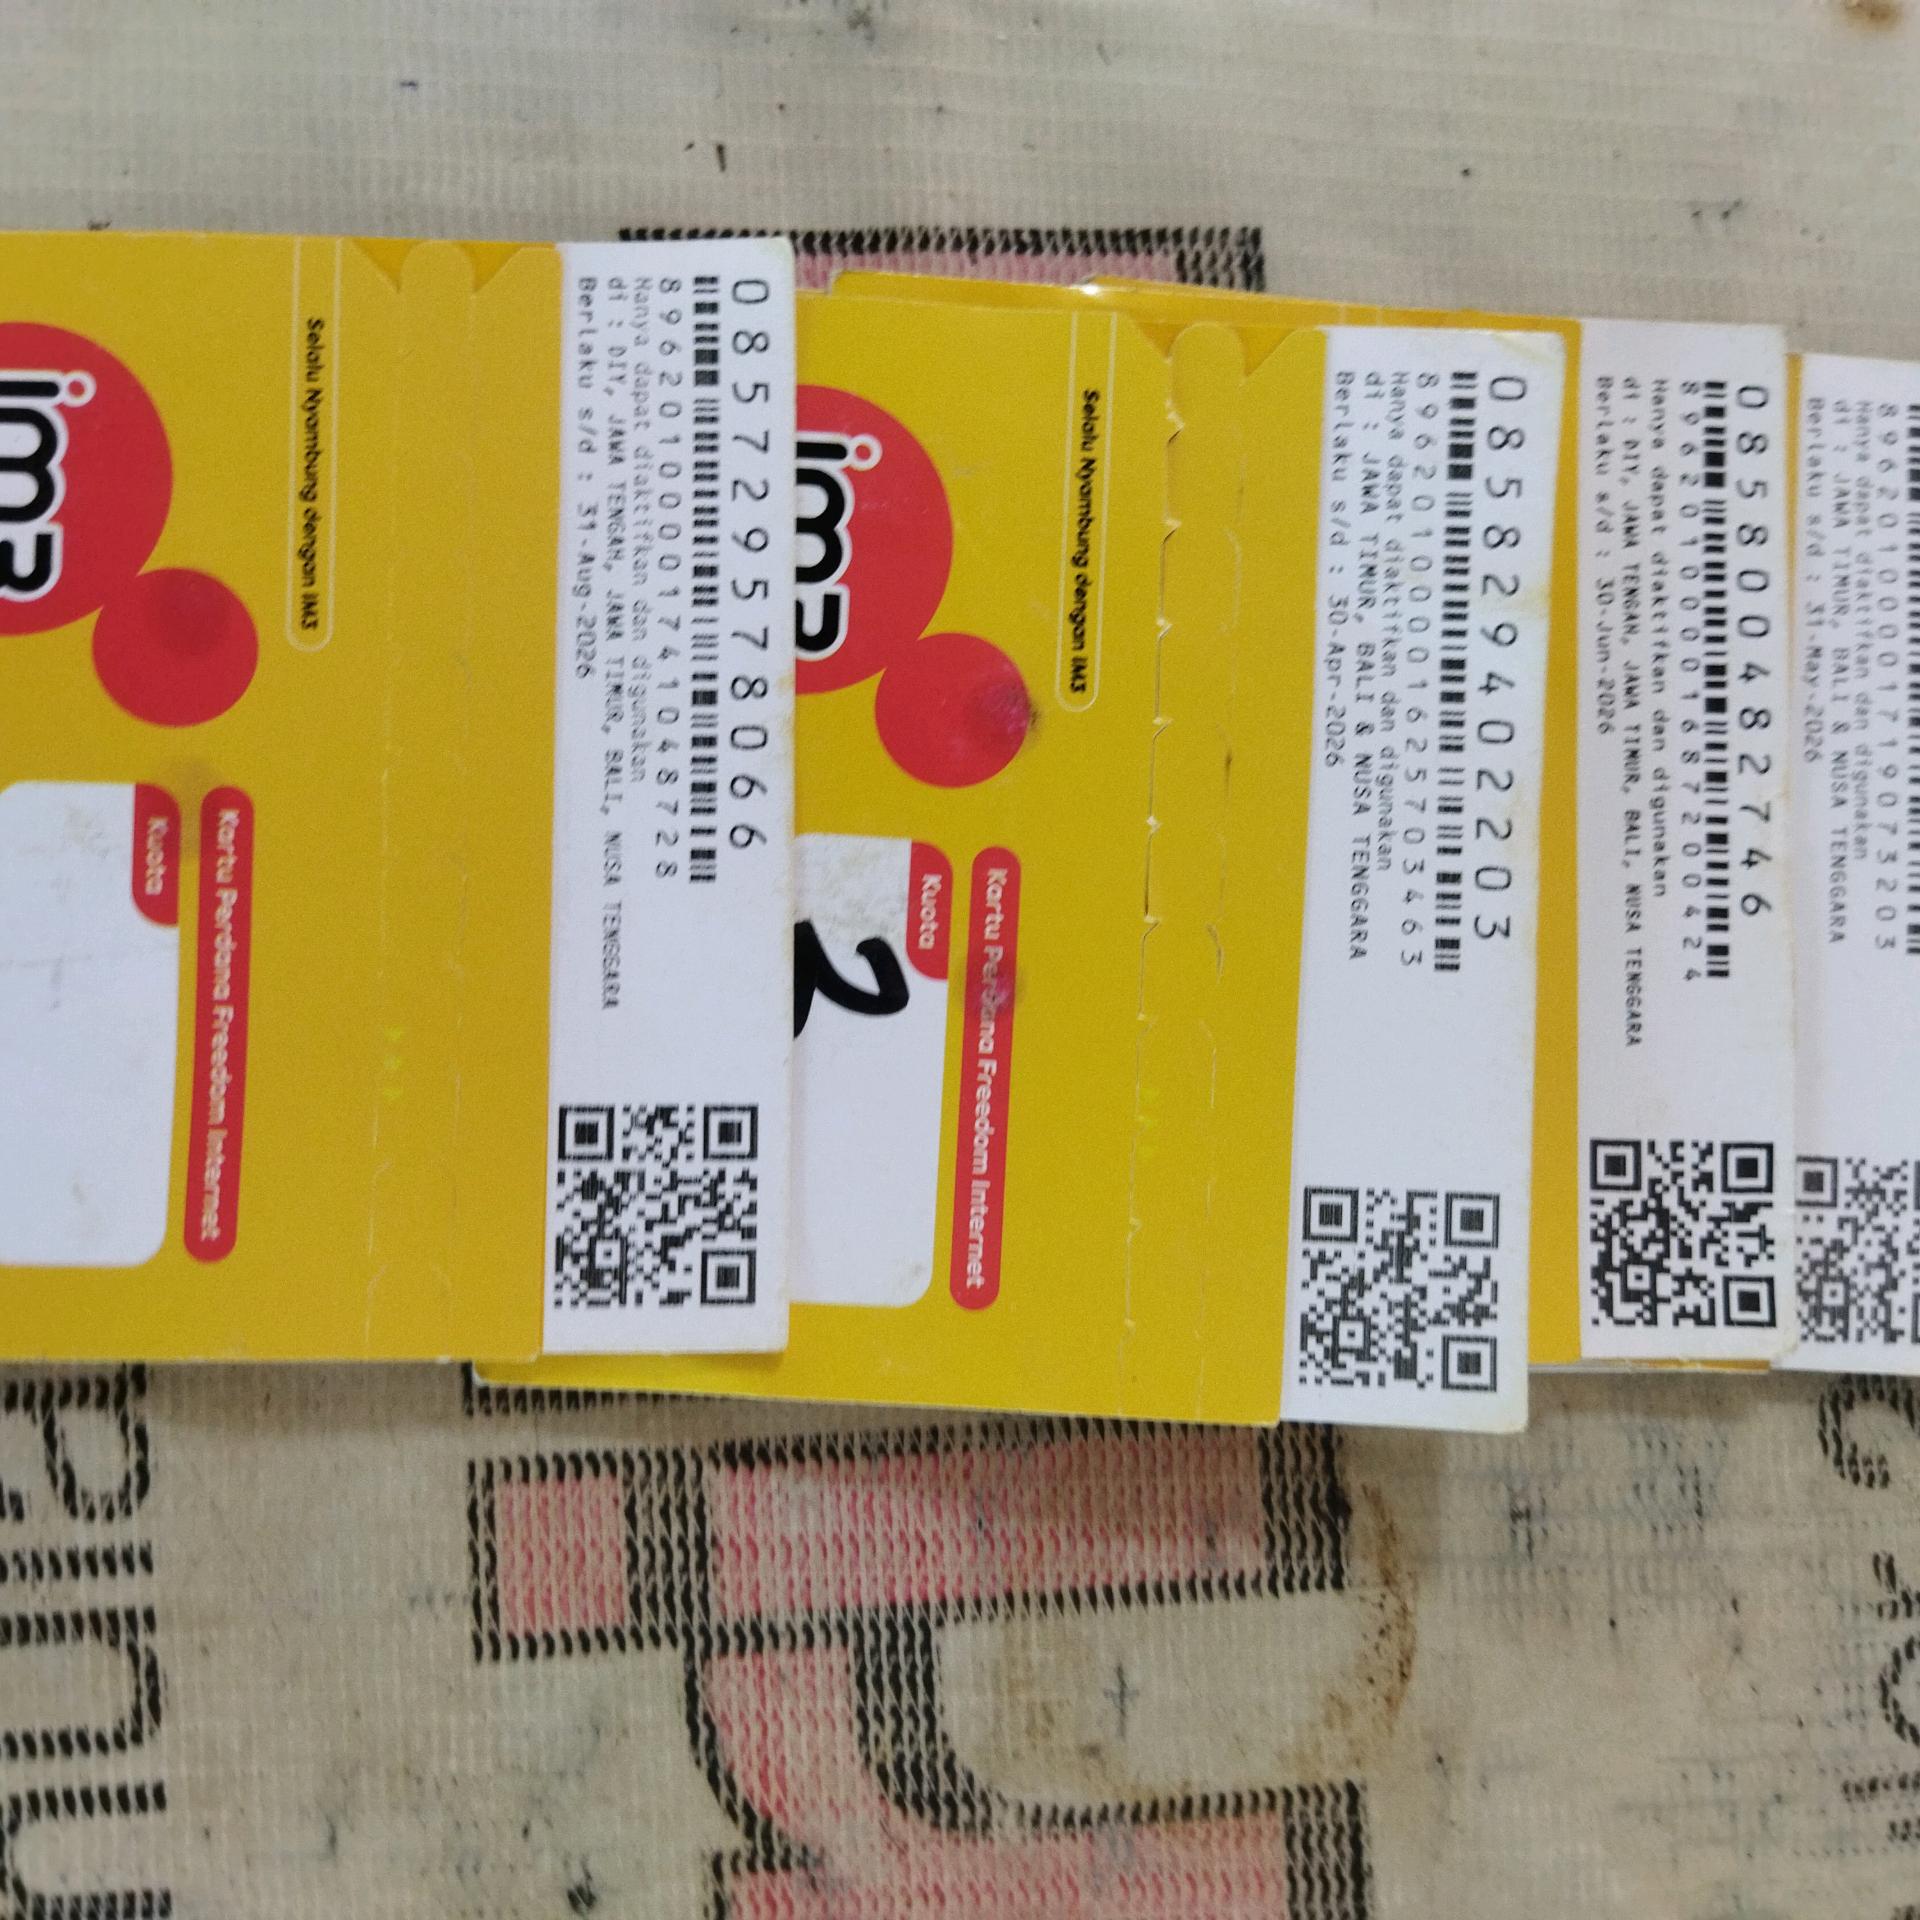 im3
Selalu Nyambung dengan IM3
Kartu Perdana Freedom Internet
Kuota
085729578066
8962010000174104 8728
Hanya dapat diaktifkan dan digunakan
di : DIY, JAWA TENGAH, JAWA TIMUR, BALI, NUSA TENGGARA
Berlaku s/d : 31-Aug-2026
im3
Selalu Nyambung dengan IM3
Kartu Perdana Freedom Internet
Kuota
2
085829402203
8962010000162570 3463
Hanya dapat diaktifkan dan digunakan
di : JAWA TIMUR, BALI & NUSA TENGGARA
Berlaku s/d : 30-Apr-2026
085800482746
8962010000168720 0424
Hanya dapat diaktifkan dan digunakan
di : DIY, JAWA TENGAH, JAWA TIMUR, BALI, NUSA TENGGARA
Berlaku s/d : 30-Jun-2026
8962010000171907 3203
Hanya dapat diaktifkan dan digunakan
di : JAWA TIMUR, BALI & NUSA TENGGARA
Berlaku s/d : 31-May-2026